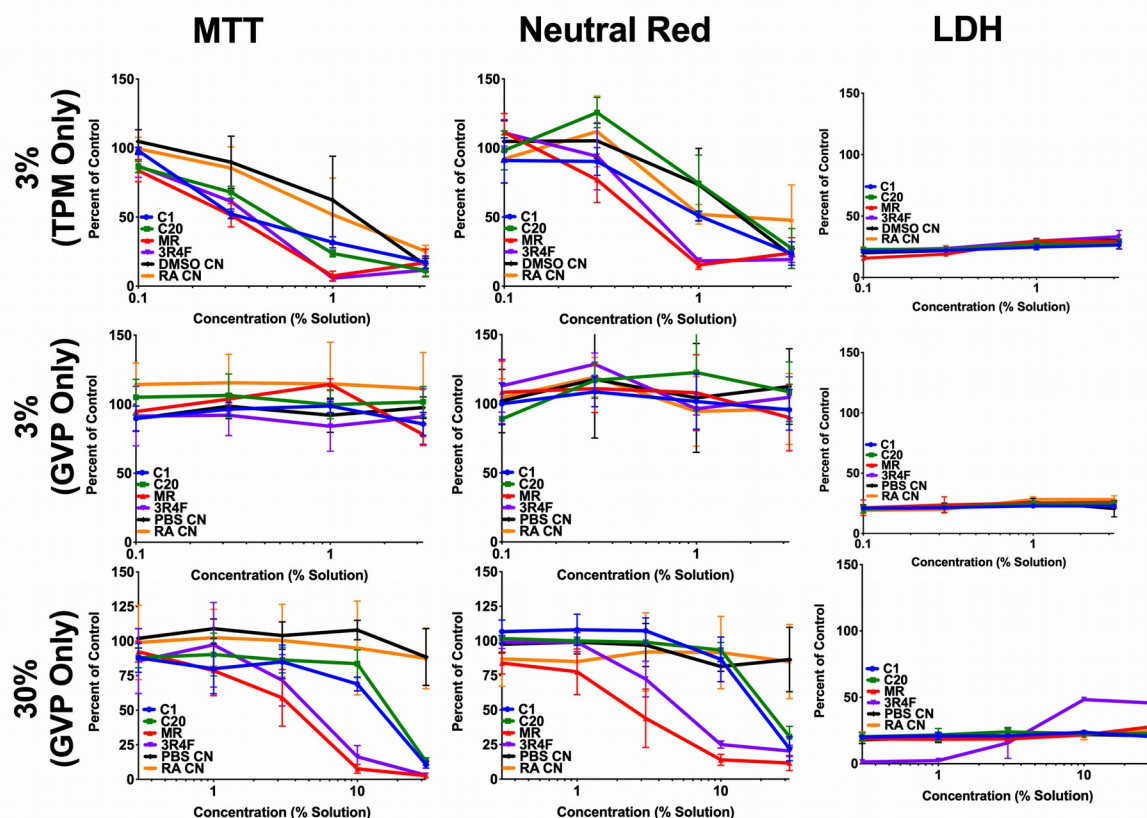 MTT
Neutral Red
LDH
3%
(TPM Only)
Percent of Control
150
100
50
0
0.1
1
C1
C20
MR
3R4F
DMSO CN
RA CN
Concentration (% Solution)
Percent of Control
150
100
50
0
0.1
1
C1
C20
MR
3R4F
DMSO CN
RA CN
Concentration (% Solution)
Percent of Control
150
100
50
0
0.1
1
C1
C20
MR
3R4F
DMSO CN
RA CN
Concentration (% Solution)
3%
(GVP Only)
Percent of Control
150
100
50
0
0.1
1
C1
C20
MR
3R4F
PBS CN
RA CN
Concentration (% Solution)
Percent of Control
150
100
50
0
0.1
1
C1
C20
MR
3R4F
PBS CN
RA CN
Concentration (% Solution)
Percent of Control
150
100
50
0
0.1
1
C1
C20
MR
3R4F
PBS CN
RA CN
Concentration (% Solution)
30%
(GVP Only)
Percent of Control
150
125
100
75
50
25
0
1
10
C1
C20
MR
3R4F
PBS CN
RA CN
Concentration (% Solution)
Percent of Control
150
125
100
75
50
25
0
1
10
C1
C20
MR
3R4F
PBS CN
RA CN
Concentration (% Solution)
Percent of Control
150
100
50
0
1
10
C1
C20
MR
3R4F
PBS CN
RA CN
Concentration (% Solution)